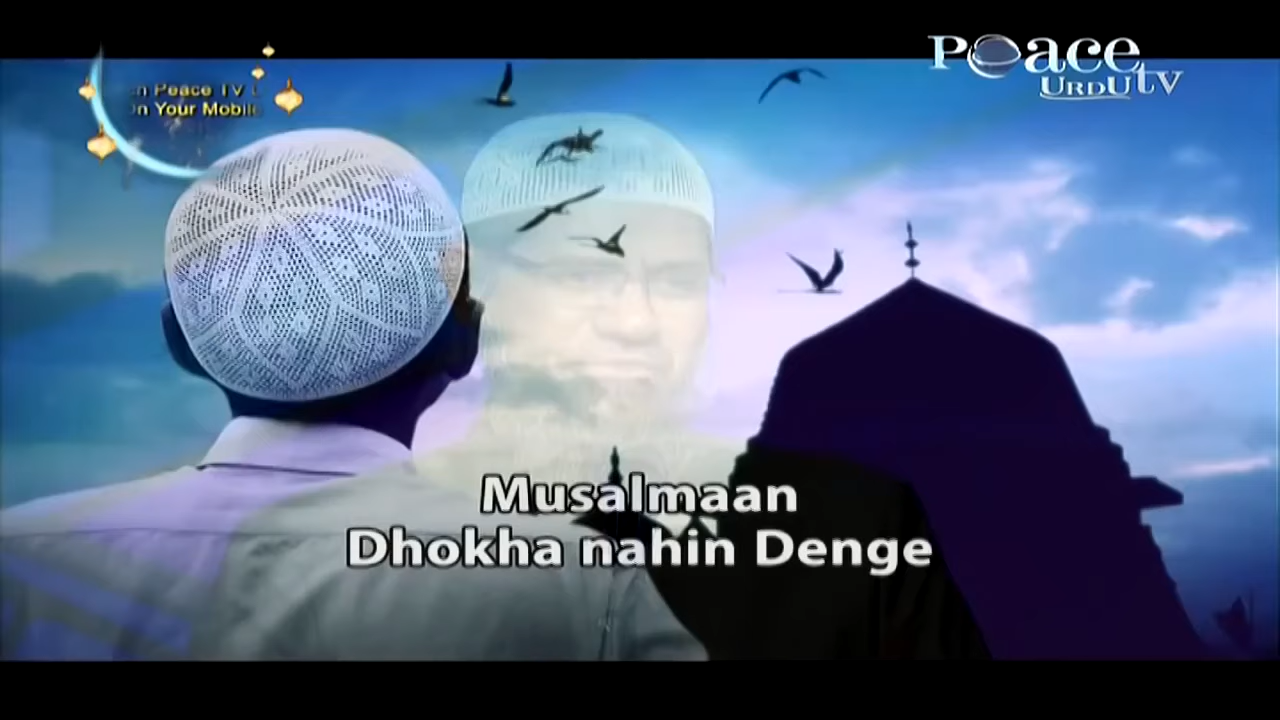 Peace
URDU TV
n Peace TV
n Your Mobile
Musalmaan
Dhokha nahin Denge